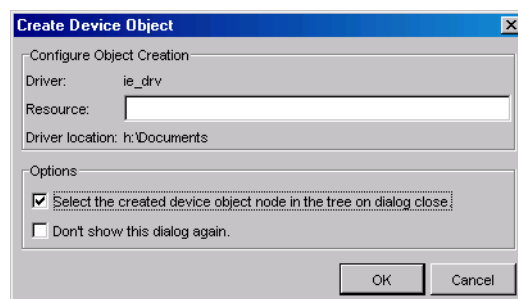 Create Device Object
Configure Object Creation
Driver: ie_drv
Resource:
Driver location: h:\Documents
Options
Select the created device object node in the tree on dialog close.
Don't show this dialog again.
OK Cancel